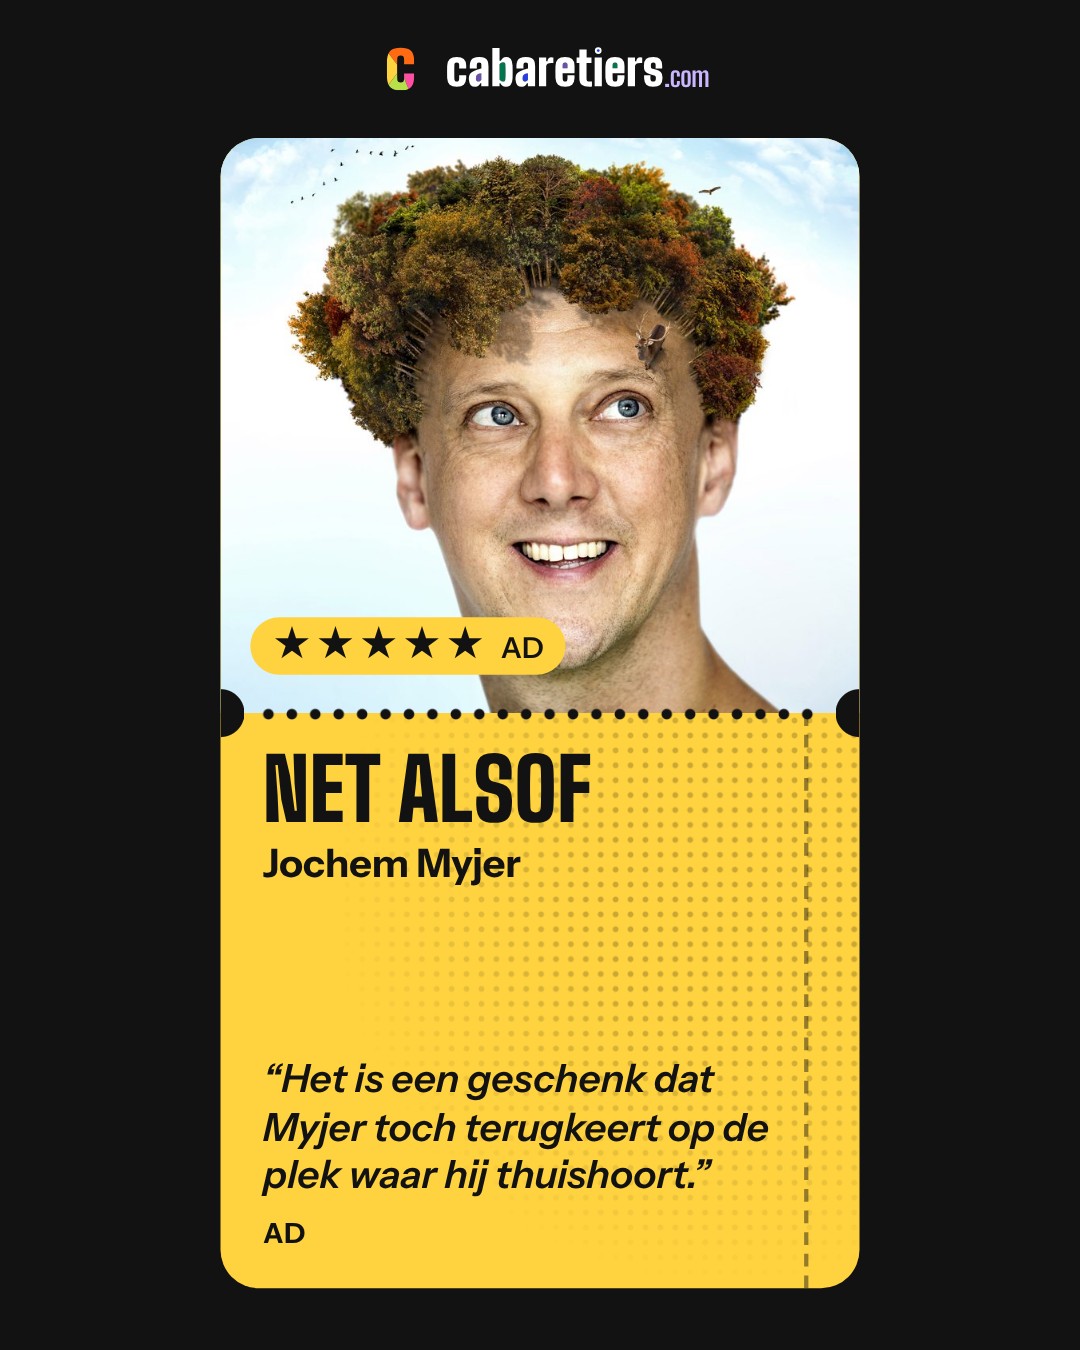 cabaretiers.com
★★★★★ AD
NET ALSOF
Jochem Myjer
“Het is een geschenk dat
Myjer toch terugkeert op de
plek waar hij thuishoort.”
AD